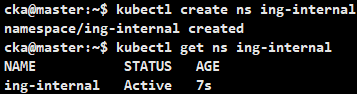 cka@master:~$ kubectl create ns ing-internal
namespace/ing-internal created
cka@master:~$ kubectl get ns ing-internal
NAME           STATUS   AGE
ing-internal   Active   7s